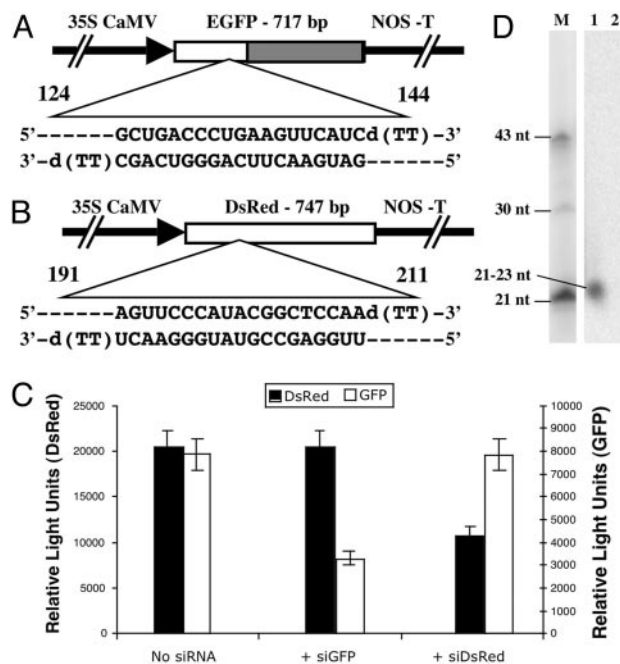 A
35S CaMV EGFP - 717 bp NOS -T
124 144
5’------GCUGACCCUGAAGUUCAUCd(TT)-3’
3’-d(TT)CGACUGGGACUUCAAGUAG-----5’
B
35S CaMV DsRed - 747 bp NOS -T
191 211
5’------AGUUCCCAUACGGCUCCAAd(TT)-3’
3’-d(TT)UCAAGGGUAUGCCGAGGUU------5’
C
DsRed GFP
Relative Light Units (DsRed)
25000
20000
15000
10000
5000
0
No siRNA + siGFP + siDsRed
10000
9000
8000
7000
6000
5000
4000
3000
2000
1000
0
Relative Light Units (GFP)
D
M 1 2
43 nt
30 nt
21-23 nt
21 nt